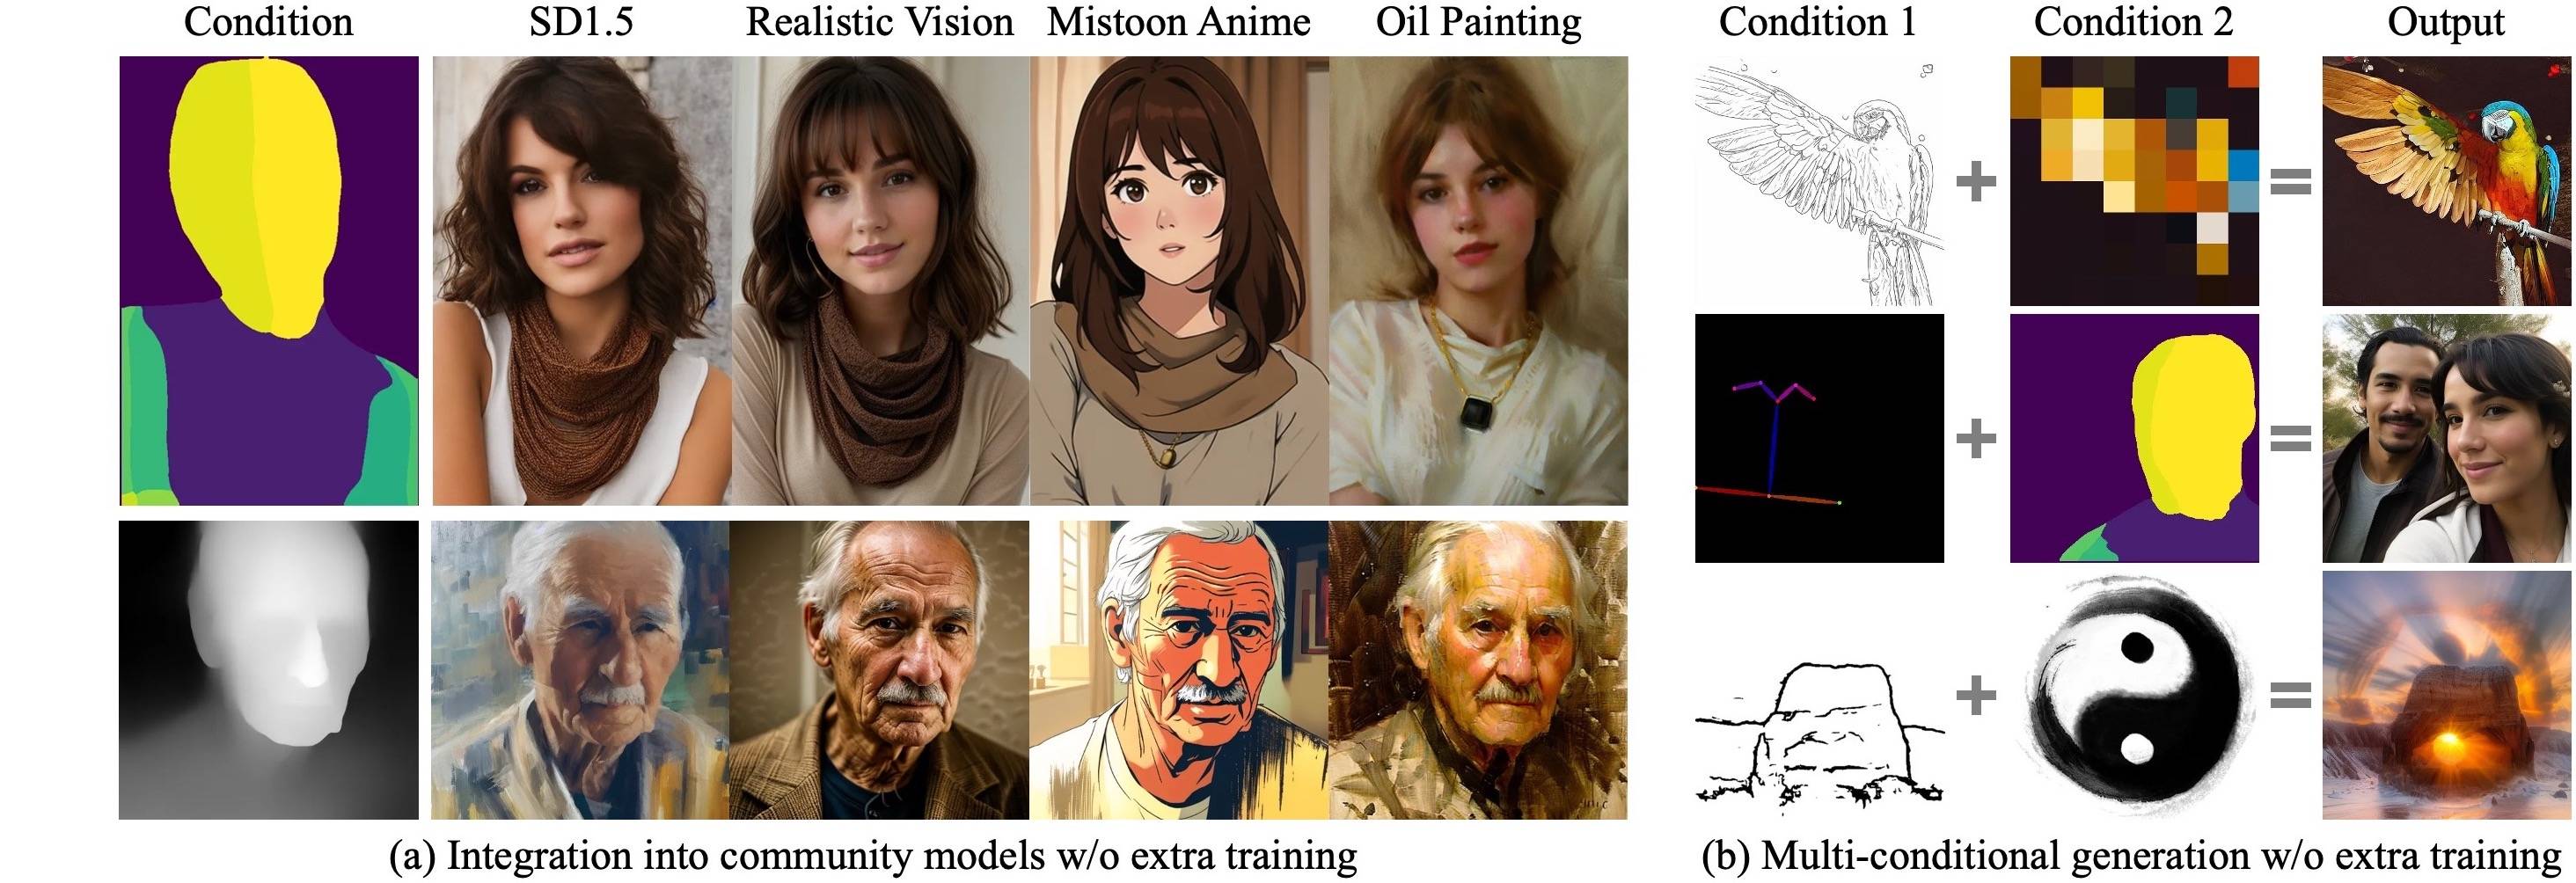 Condition SD1.5 Realistic Vision Mistoon Anime Oil Painting
Condition 1 Condition 2 Output
(a) Integration into community models w/o extra training
(b) Multi-conditional generation w/o extra training